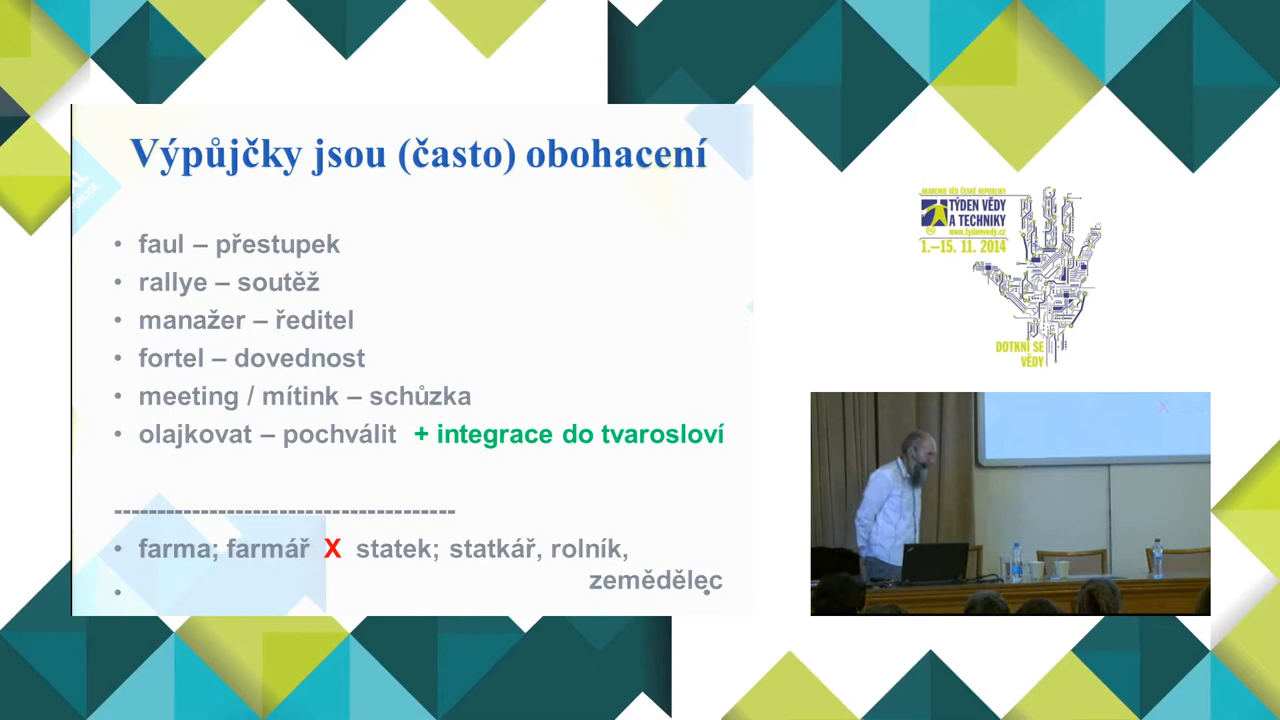 Výpůjčky jsou (často) obohacení
• faul – přestupek
• rallye – soutěž
• manažer – ředitel
• fortel – dovednost
• meeting / mítink – schůzka
• olajkovat – pochválit + integrace do tvarosloví
--------------------------------------
• farma; farmář X statek; statkář, rolník,
zemědělec
AKADEMIE VĚD ČESKÉ REPUBLIKY
TÝDEN VĚDY
A TECHNIKY
www.tydenvedy.cz
1.–15. 11. 2014
DOTKNI SE
VĚDY
X